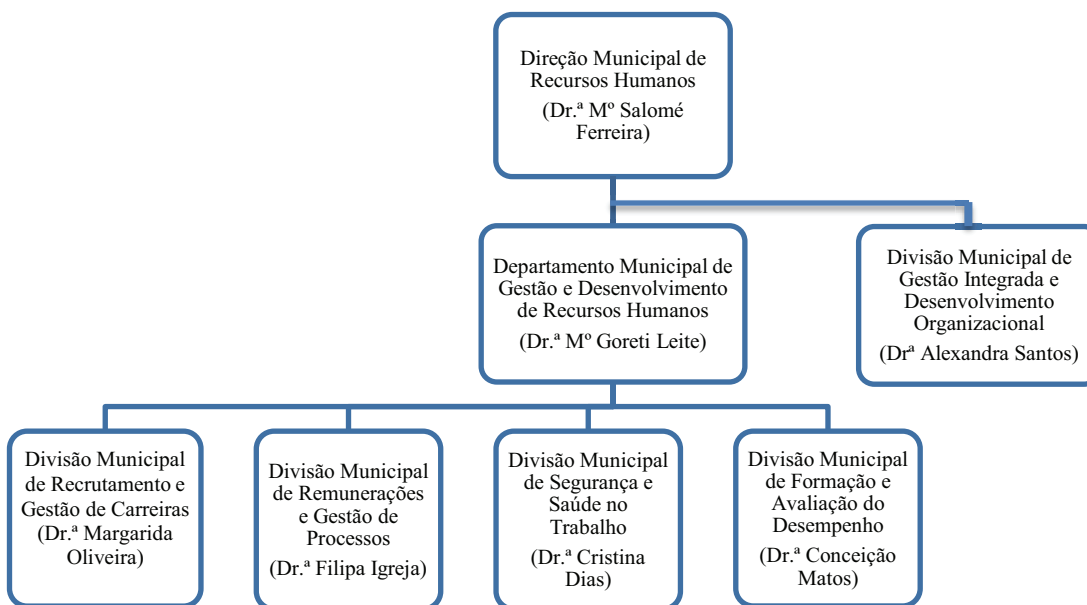 Direção Municipal de
Recursos Humanos
(Dr.ª Mº Salomé
Ferreira)
Departamento Municipal de
Gestão e Desenvolvimento
de Recursos Humanos
(Dr.ª Mº Goreti Leite)
Divisão Municipal de
Gestão Integrada e
Desenvolvimento
Organizacional
(Drª Alexandra Santos)
Divisão Municipal
de Recrutamento e
Gestão de Carreiras
(Dr.ª Margarida
Oliveira)
Divisão Municipal
de Remunerações
e Gestão de
Processos
(Dr.ª Filipa Igreja)
Divisão Municipal
de Segurança e
Saúde no
Trabalho
(Dr.ª Cristina
Dias)
Divisão Municipal
de Formação e
Avaliação do
Desempenho
(Dr.ª Conceição
Matos)